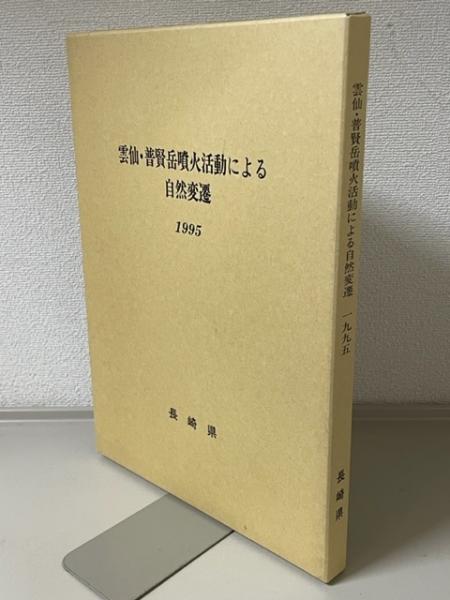 雲仙・普賢岳噴火活動による
自然変遷
1995
長崎県
雲仙・普賢岳噴火活動による自然変遷 一九九五
長崎県